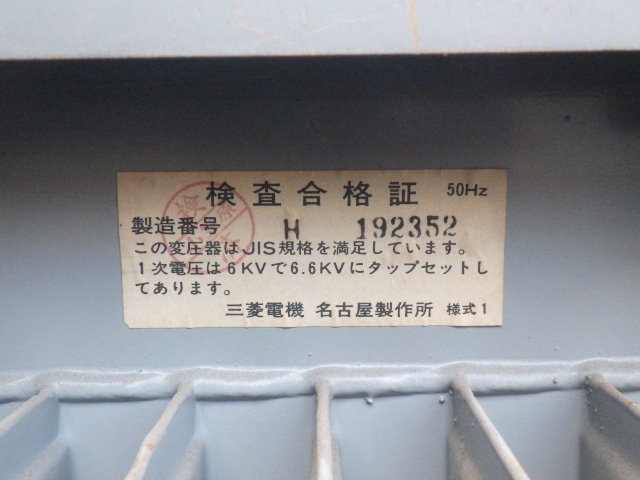 検査合格証 50Hz
製造番号 H 192352
この変圧器はJIS規格を満足しています。
1次電圧は6KVで6.6KVにタップセットし
てあります。
三菱電機 名古屋製作所 様式1